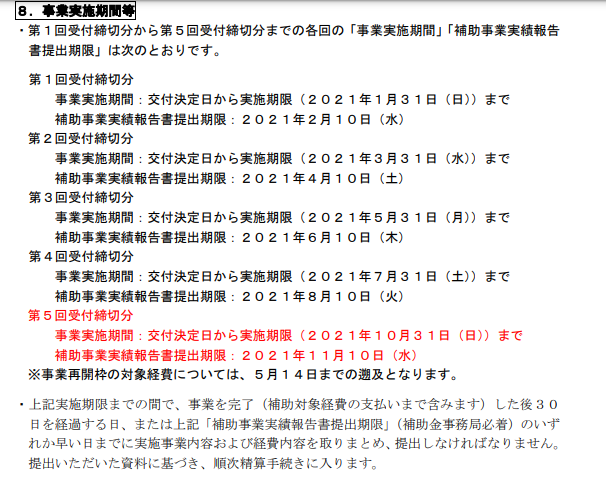 ８．事業実施期間等
・第１回受付締切分から第５回受付締切分までの各回の「事業実施期間」「補助事業実績報告
書提出期限」は次のとおりです。
第１回受付締切分
事業実施期間：交付決定日から実施期限（２０２１年１月３１日（日））まで
補助事業実績報告書提出期限：２０２１年２月１０日（水）
第２回受付締切分
事業実施期間：交付決定日から実施期限（２０２１年３月３１日（水））まで
補助事業実績報告書提出期限：２０２１年４月１０日（土）
第３回受付締切分
事業実施期間：交付決定日から実施期限（２０２１年５月３１日（月））まで
補助事業実績報告書提出期限：２０２１年６月１０日（木）
第４回受付締切分
事業実施期間：交付決定日から実施期限（２０２１年７月３１日（土））まで
補助事業実績報告書提出期限：２０２１年８月１０日（火）
第５回受付締切分
事業実施期間：交付決定日から実施期限（２０２１年１０月３１日（日））まで
補助事業実績報告書提出期限：２０２１年１１月１０日（水）
※事業再開枠の対象経費については、５月１４日までの遡及となります。
・上記実施期限までの間で、事業を完了（補助対象経費の支払いまで含みます）した後３０
日を経過する日、または上記「補助事業実績報告書提出期限」（補助金事務局必着）のいず
れか早い日までに実施事業内容および経費内容を取りまとめ、提出しなければなりません。
提出いただいた資料に基づき、順次精算手続きに入ります。